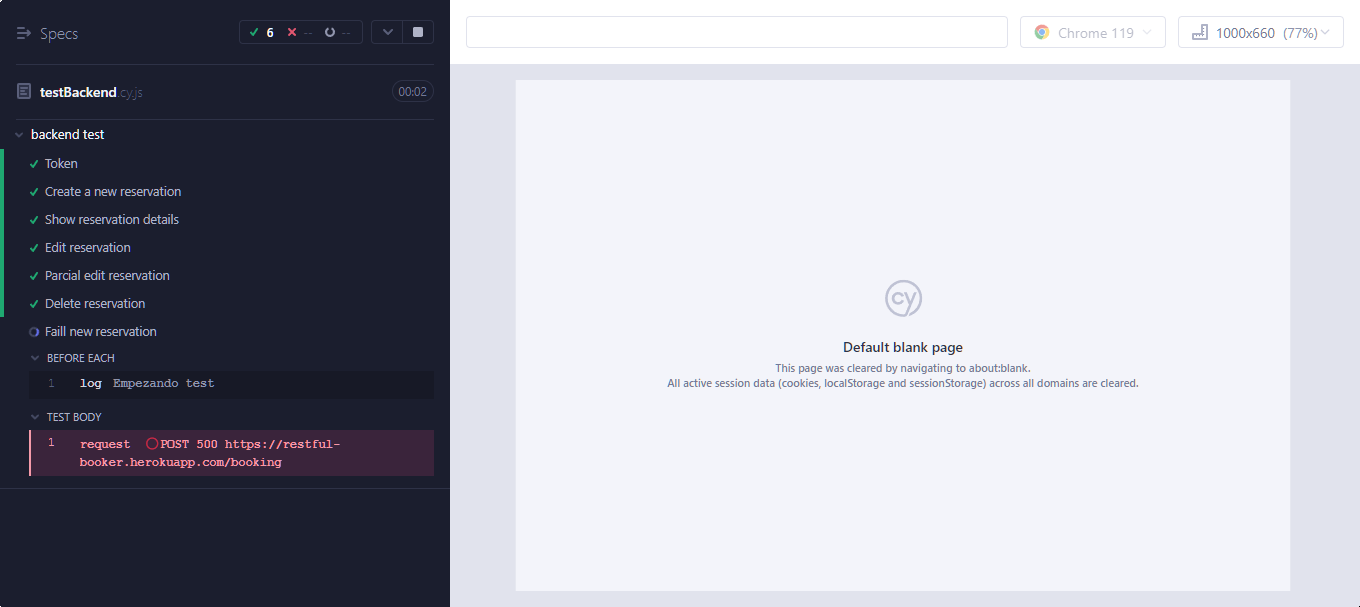 Specs
6 -- --
testBackend.cy.js
00:02
backend test
Token
Create a new reservation
Show reservation details
Edit reservation
Parcial edit reservation
Delete reservation
Faill new reservation
BEFORE EACH
1 log Empezando test
TEST BODY
1 request POST 500 https://restful-
booker.herokuapp.com/booking
Chrome 119
1000x660 (77%)
cy
Default blank page
This page was cleared by navigating to about:blank.
All active session data (cookies, localStorage and sessionStorage) across all domains are cleared.